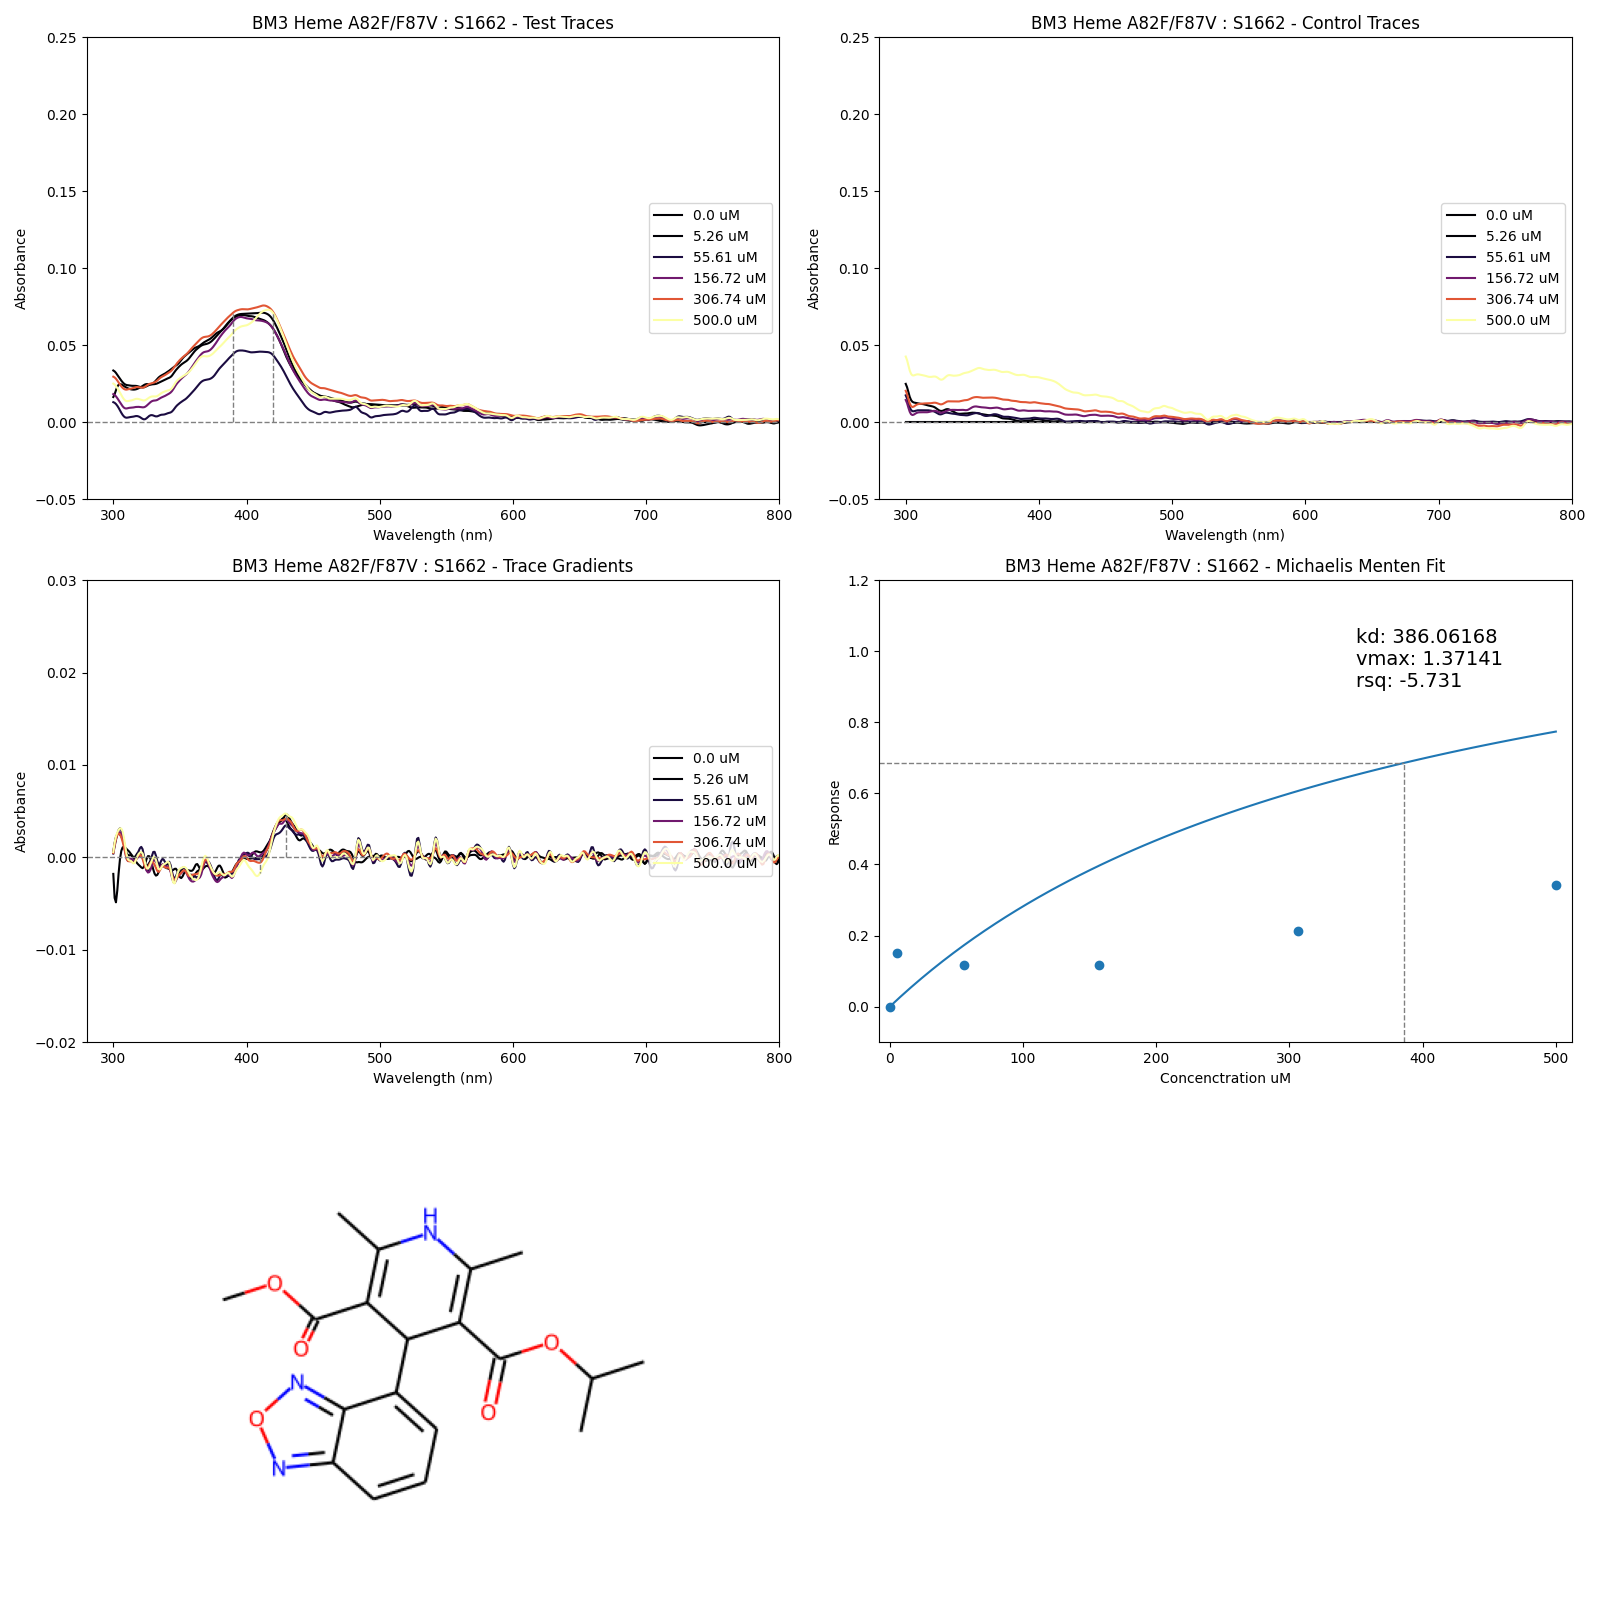 BM3 Heme A82F/F87V : S1662 - Test Traces
0.25
0.20
0.15
0.10
0.05
0.00
−0.05
Absorbance
300 400 500 600 700 800
Wavelength (nm)
0.0 uM
5.26 uM
55.61 uM
156.72 uM
306.74 uM
500.0 uM
BM3 Heme A82F/F87V : S1662 - Control Traces
0.25
0.20
0.15
0.10
0.05
0.00
−0.05
Absorbance
300 400 500 600 700 800
Wavelength (nm)
0.0 uM
5.26 uM
55.61 uM
156.72 uM
306.74 uM
500.0 uM
BM3 Heme A82F/F87V : S1662 - Trace Gradients
0.03
0.02
0.01
0.00
−0.01
−0.02
Absorbance
300 400 500 600 700 800
Wavelength (nm)
0.0 uM
5.26 uM
55.61 uM
156.72 uM
306.74 uM
500.0 uM
BM3 Heme A82F/F87V : S1662 - Michaelis Menten Fit
1.2
1.0
0.8
0.6
0.4
0.2
0.0
Response
0 100 200 300 400 500
Concenctration uM
kd: 386.06168
vmax: 1.37141
rsq: -5.731
H
N
O
O
O
O
N
O
N